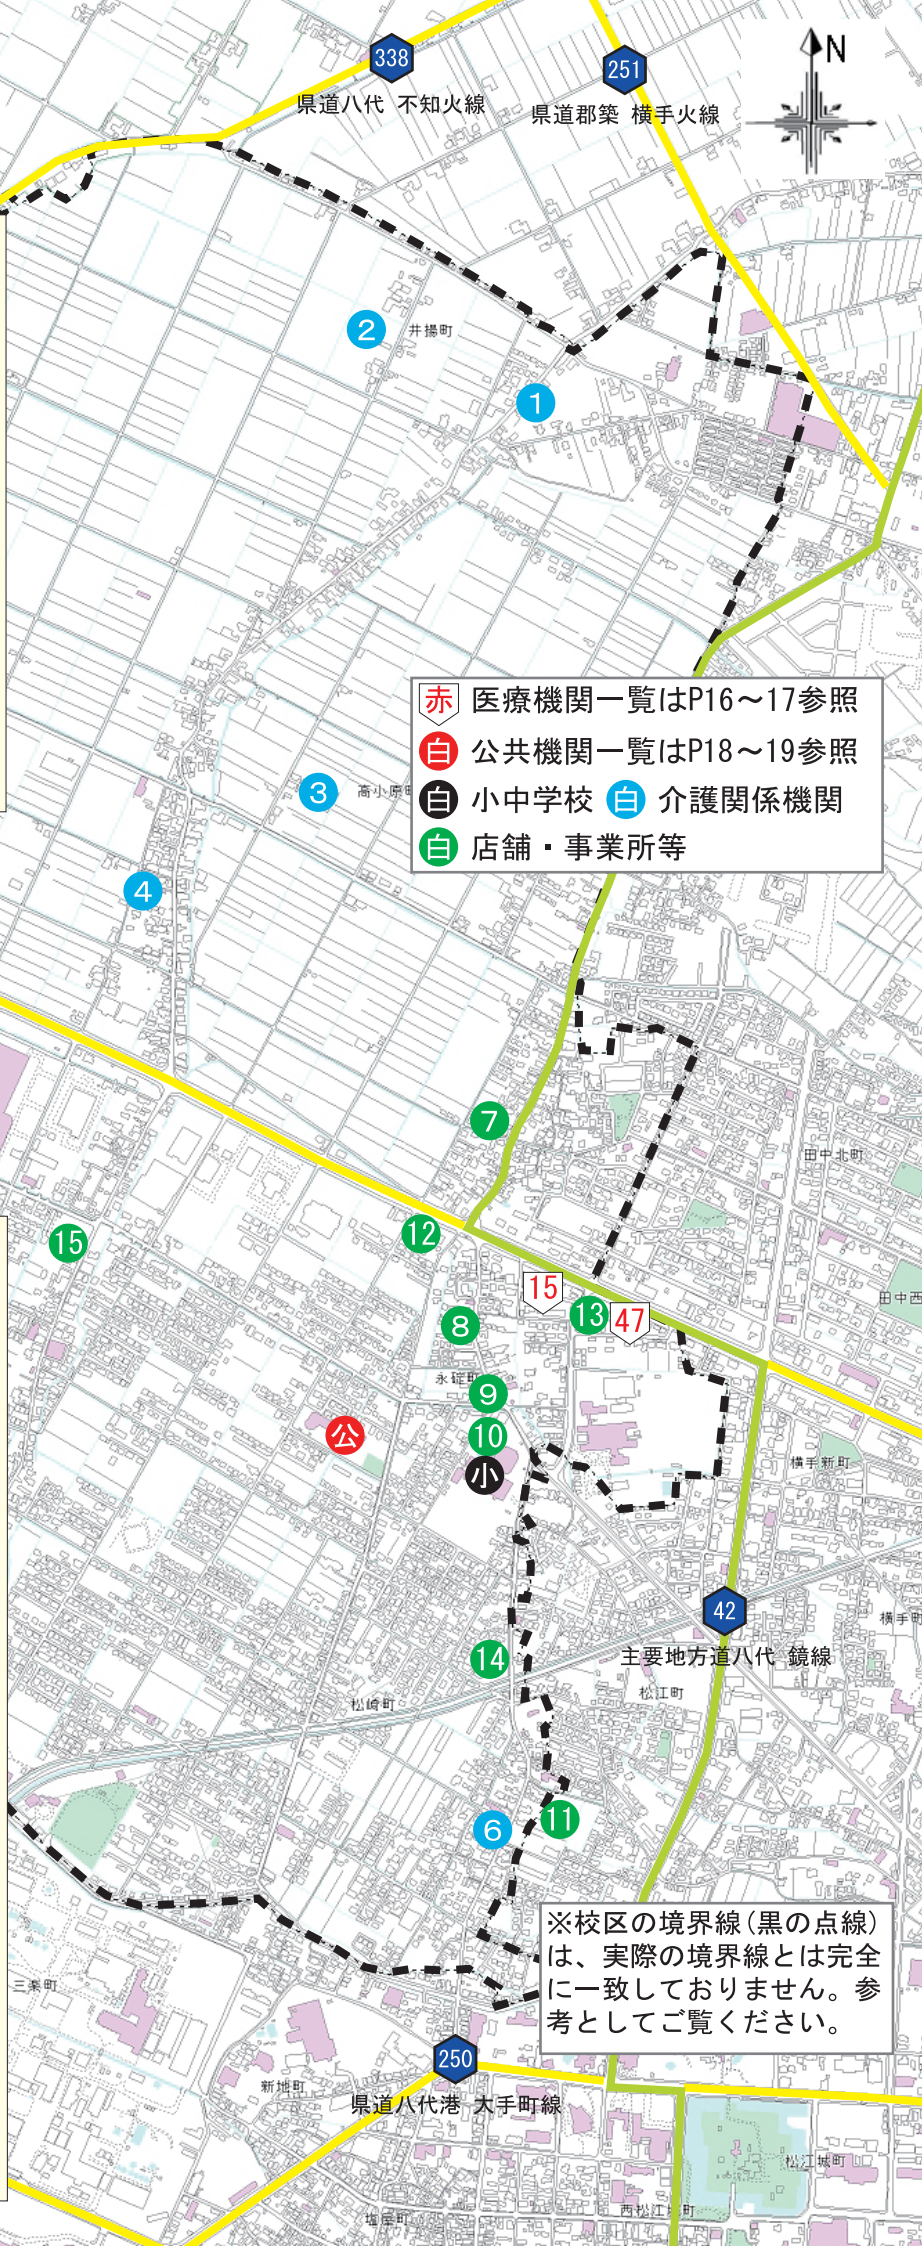 N
338
251
県道八代 不知火線
県道郡築 横手火線
2
井揚町
1
赤 医療機関一覧はP16～17参照
白 公共機関一覧はP18～19参照
白 小中学校 白 介護関係機関
白 店舗・事業所等
3
高小原町
4
7
田中北町
12
15
15
13
47
田中西
8
永碇町
9
公
10
小
横手新町
42
横手町
主要地方道八代 鏡線
14
松江町
松崎町
6
11
※校区の境界線(黒の点線)
は、実際の境界線とは完全
に一致しておりません。参
考としてご覧ください。
三楽町
250
新地町
県道八代港 大手町線
松江城町
西松江城町
塩屋町